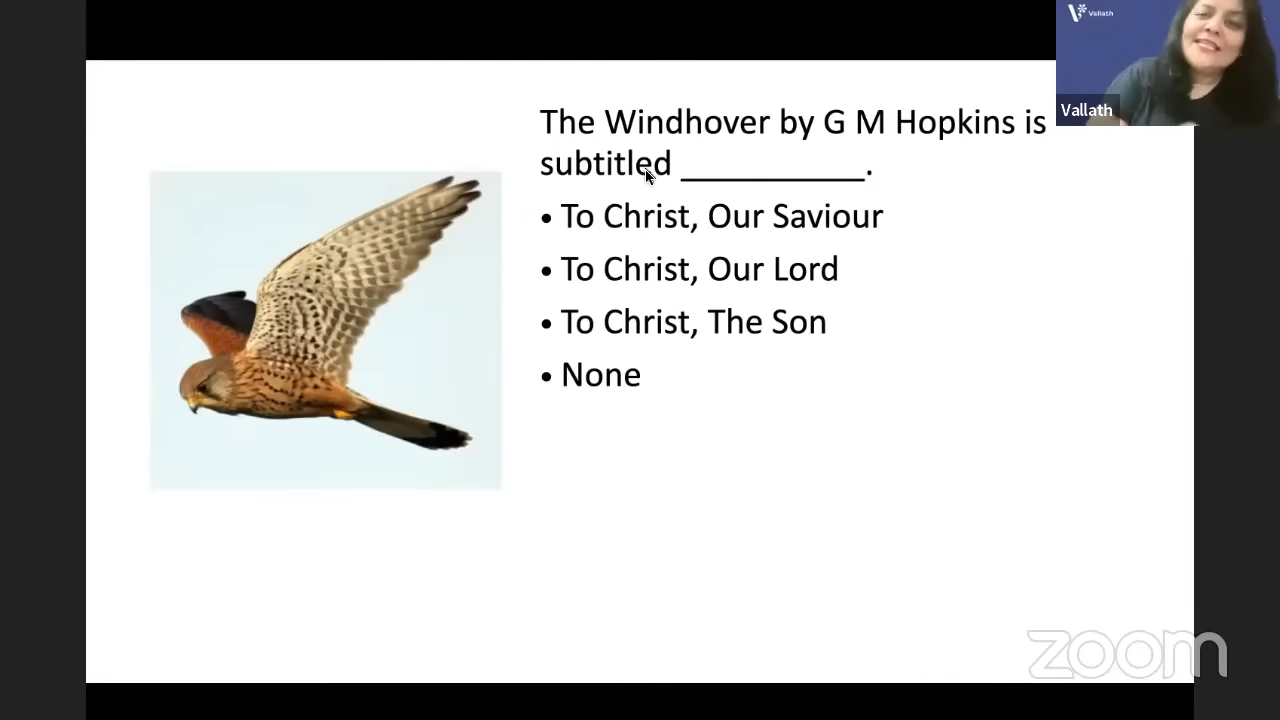 Vallath
Vallath
The Windhover by G M Hopkins is
subtitled ___________.
• To Christ, Our Saviour
• To Christ, Our Lord
• To Christ, The Son
• None
zoom